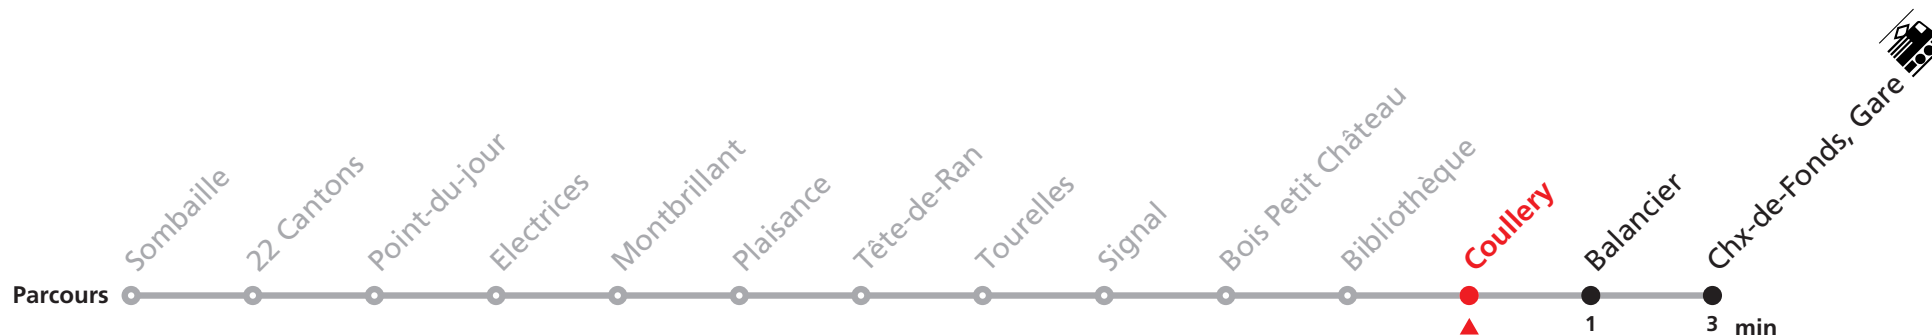 Sombaille
22 Cantons
Point-du-jour
Electrices
Montbrillant
Plaisance
Tête-de-Ran
Tourelles
Signal
Bois Petit Château
Bibliothèque
Coullery
Balancier
Chx-de-Fonds, Gare
Parcours
1
3 min